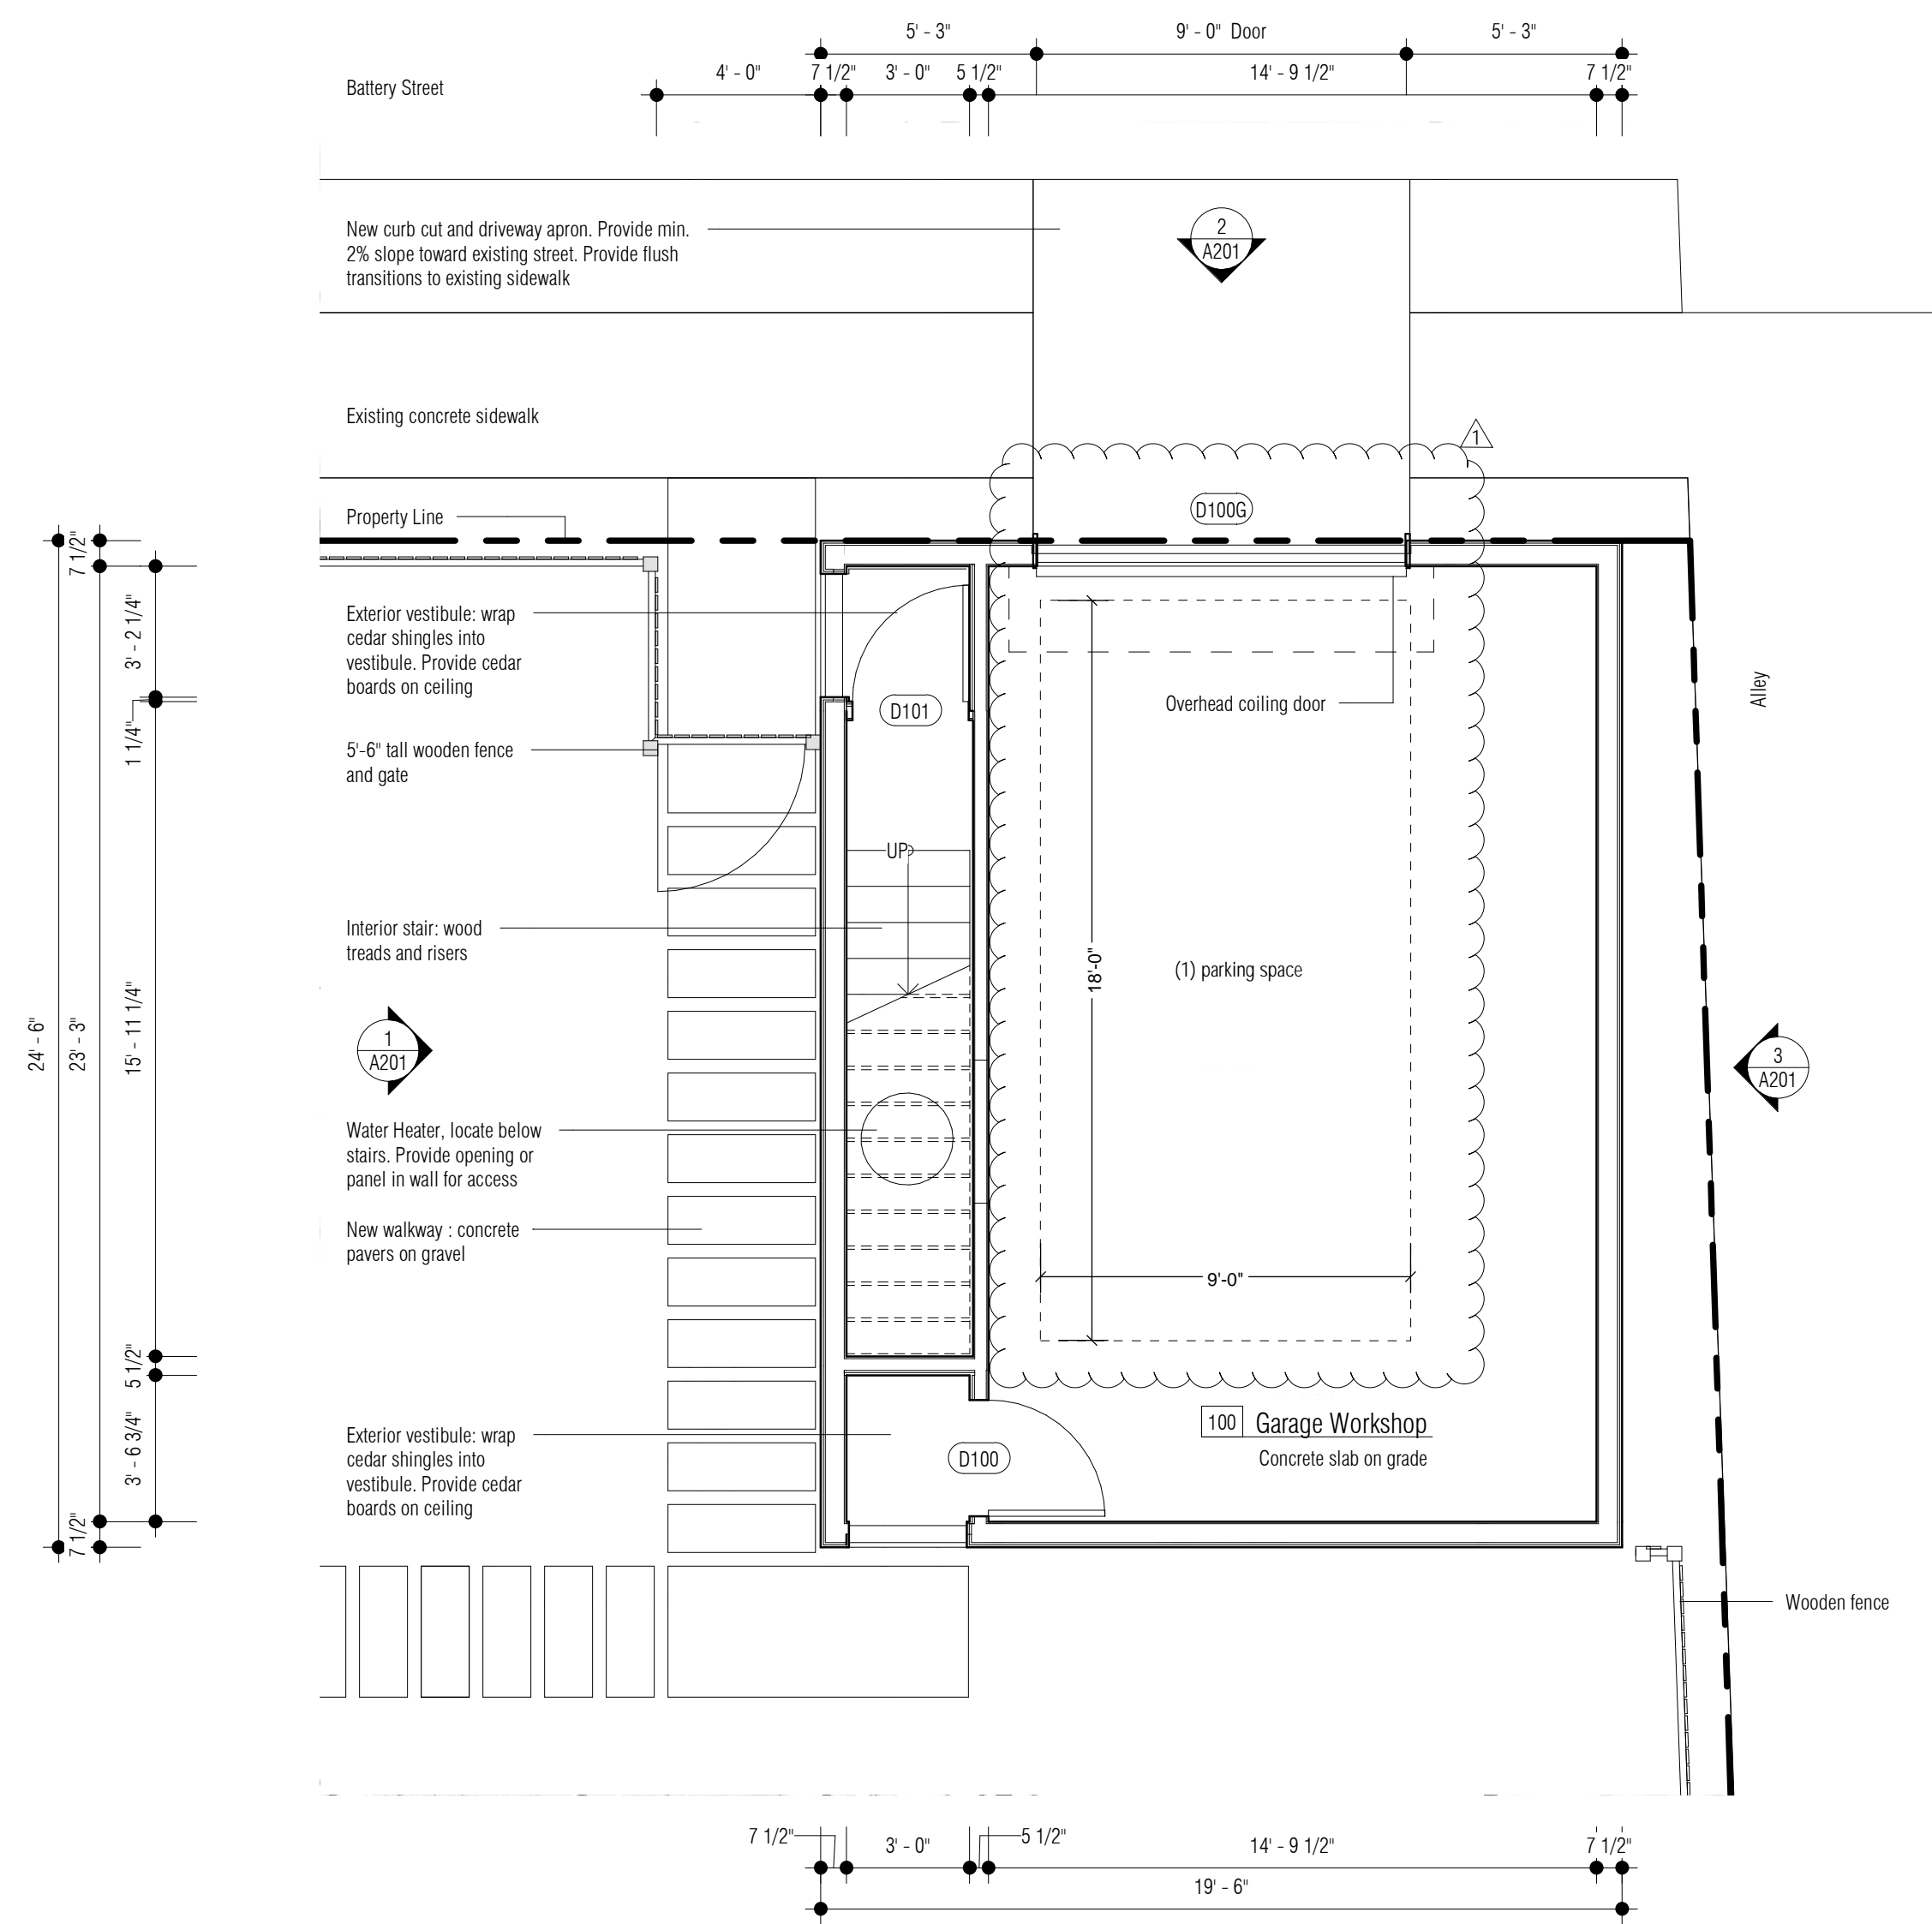 5' - 3"
9' - 0" Door
5' - 3"
4' - 0"
7 1/2"
3' - 0"
5 1/2"
14' - 9 1/2"
7 1/2"
Battery Street
New curb cut and driveway apron. Provide min.
2% slope toward existing street. Provide flush
transitions to existing sidewalk
2
A201
Existing concrete sidewalk
1
Property Line
D100G
7 1/2"
3' - 2 1/4"
1 1/4"
Exterior vestibule: wrap
cedar shingles into
vestibule. Provide cedar
boards on ceiling
D101
Overhead coiling door
Alley
5'-6" tall wooden fence
and gate
UP
Interior stair: wood
treads and risers
18'-0"
(1) parking space
24' - 6"
23' - 3"
15' - 11 1/4"
1
A201
3
A201
Water Heater, locate below
stairs. Provide opening or
panel in wall for access
New walkway : concrete
pavers on gravel
9'-0"
5 1/2"
3' - 6 3/4"
7 1/2"
Exterior vestibule: wrap
cedar shingles into
vestibule. Provide cedar
boards on ceiling
D100
100 Garage Workshop
Concrete slab on grade
Wooden fence
7 1/2"
3' - 0"
5 1/2"
14' - 9 1/2"
7 1/2"
19' - 6"